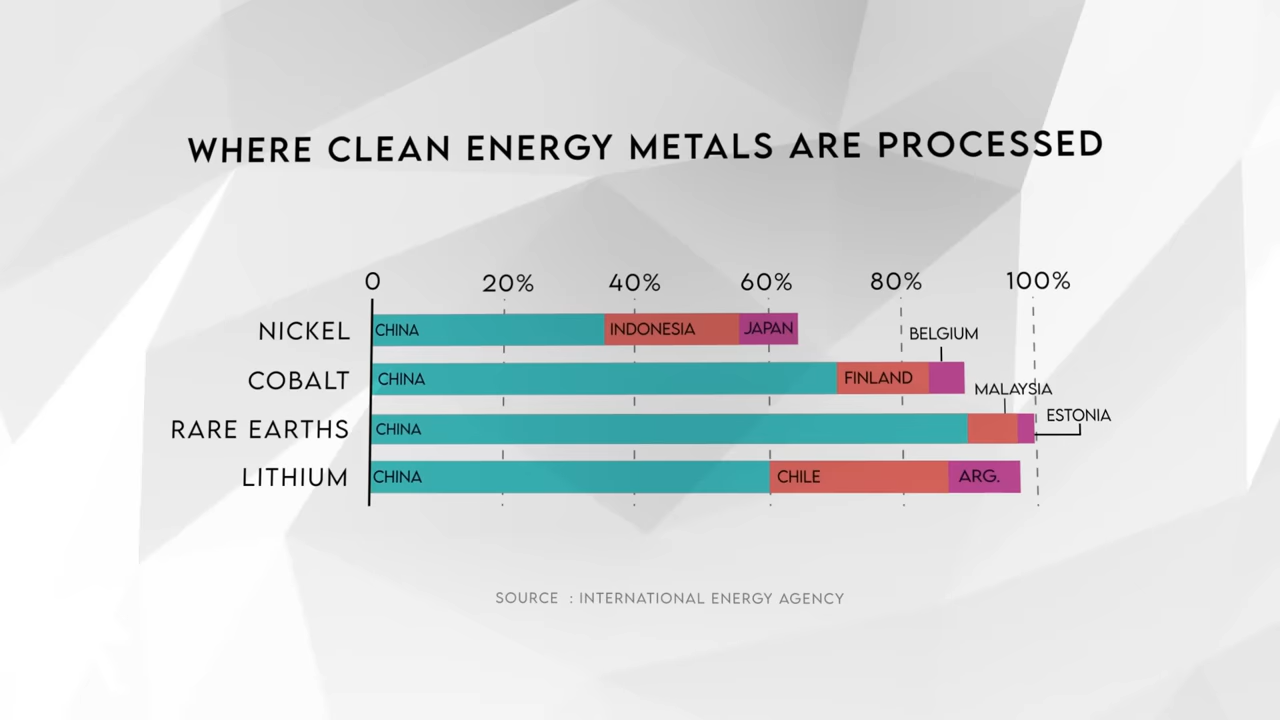 WHERE CLEAN ENERGY METALS ARE PROCESSED
0 20% 40% 60% 80% 100%
NICKEL CHINA INDONESIA JAPAN
BELGIUM
COBALT CHINA FINLAND
MALAYSIA
ESTONIA
RARE EARTHS CHINA
LITHIUM CHINA CHILE ARG.
SOURCE : INTERNATIONAL ENERGY AGENCY